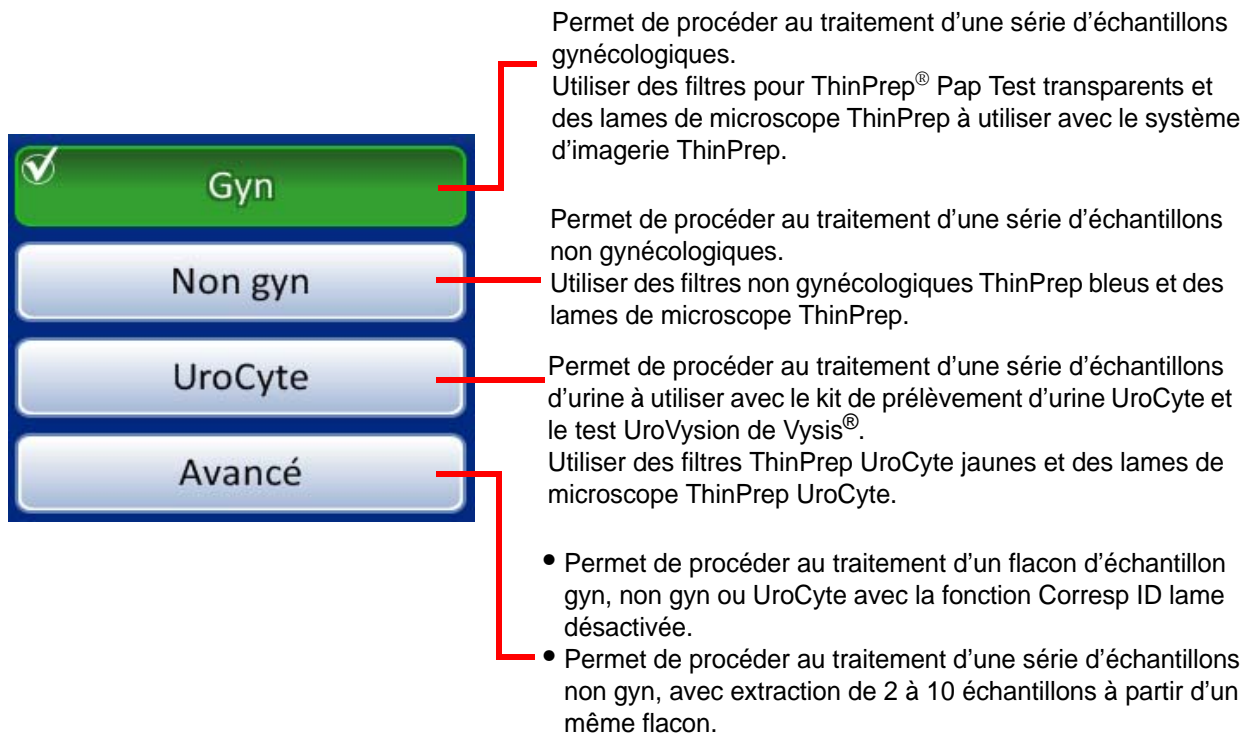 Permet de procéder au traitement d'une série d'échantillons
gynécologiques.
Utiliser des filtres pour ThinPrep® Pap Test transparents et
des lames de microscope ThinPrep à utiliser avec le système
d'imagerie ThinPrep.
Gyn
Permet de procéder au traitement d'une série d'échantillons
non gynécologiques.
Utiliser des filtres non gynécologiques ThinPrep bleus et des
lames de microscope ThinPrep.
Non gyn
Permet de procéder au traitement d'une série d'échantillons
d'urine à utiliser avec le kit de prélèvement d'urine UroCyte et
le test UroVysion de Vysis®.
Utiliser des filtres ThinPrep UroCyte jaunes et des lames de
microscope ThinPrep UroCyte.
UroCyte
Avancé
• Permet de procéder au traitement d'un flacon d'échantillon
gyn, non gyn ou UroCyte avec la fonction Corresp ID lame
désactivée.
• Permet de procéder au traitement d'une série d'échantillons
non gyn, avec extraction de 2 à 10 échantillons à partir d'un
même flacon.